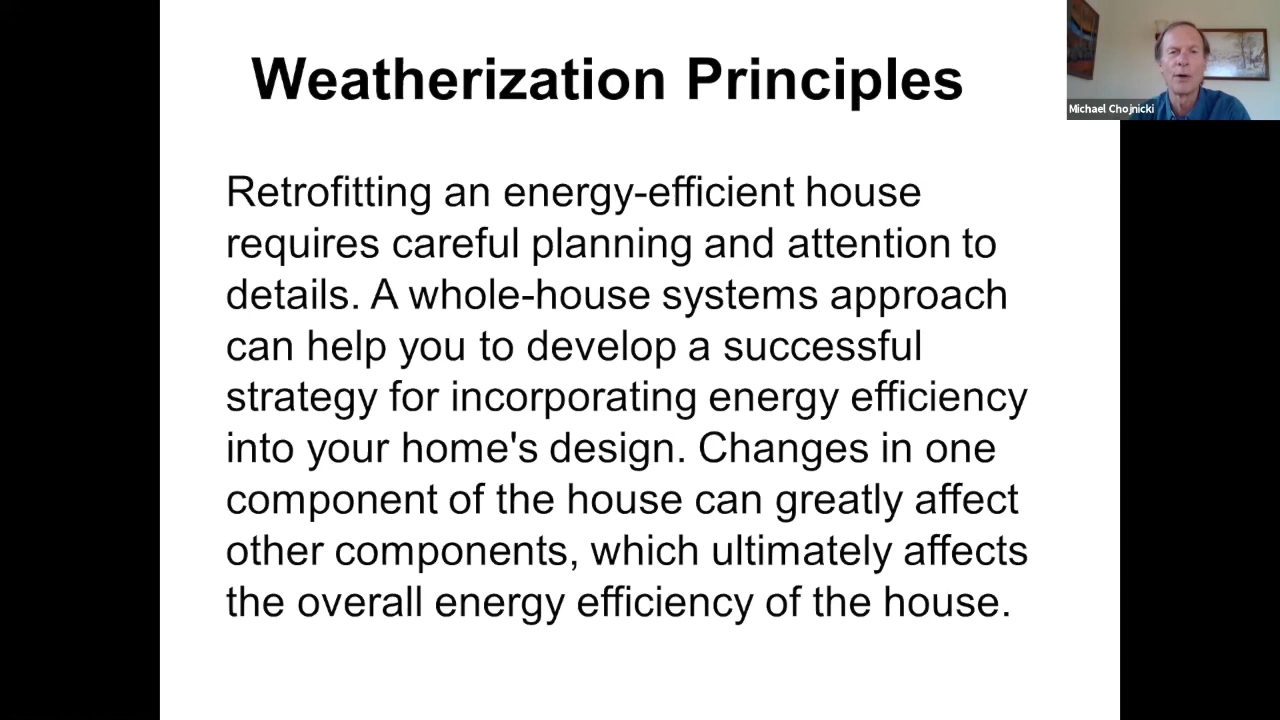 Weatherization Principles
Michael Chojnicki
Retrofitting an energy-efficient house
requires careful planning and attention to
details. A whole-house systems approach
can help you to develop a successful
strategy for incorporating energy efficiency
into your home's design. Changes in one
component of the house can greatly affect
other components, which ultimately affects
the overall energy efficiency of the house.